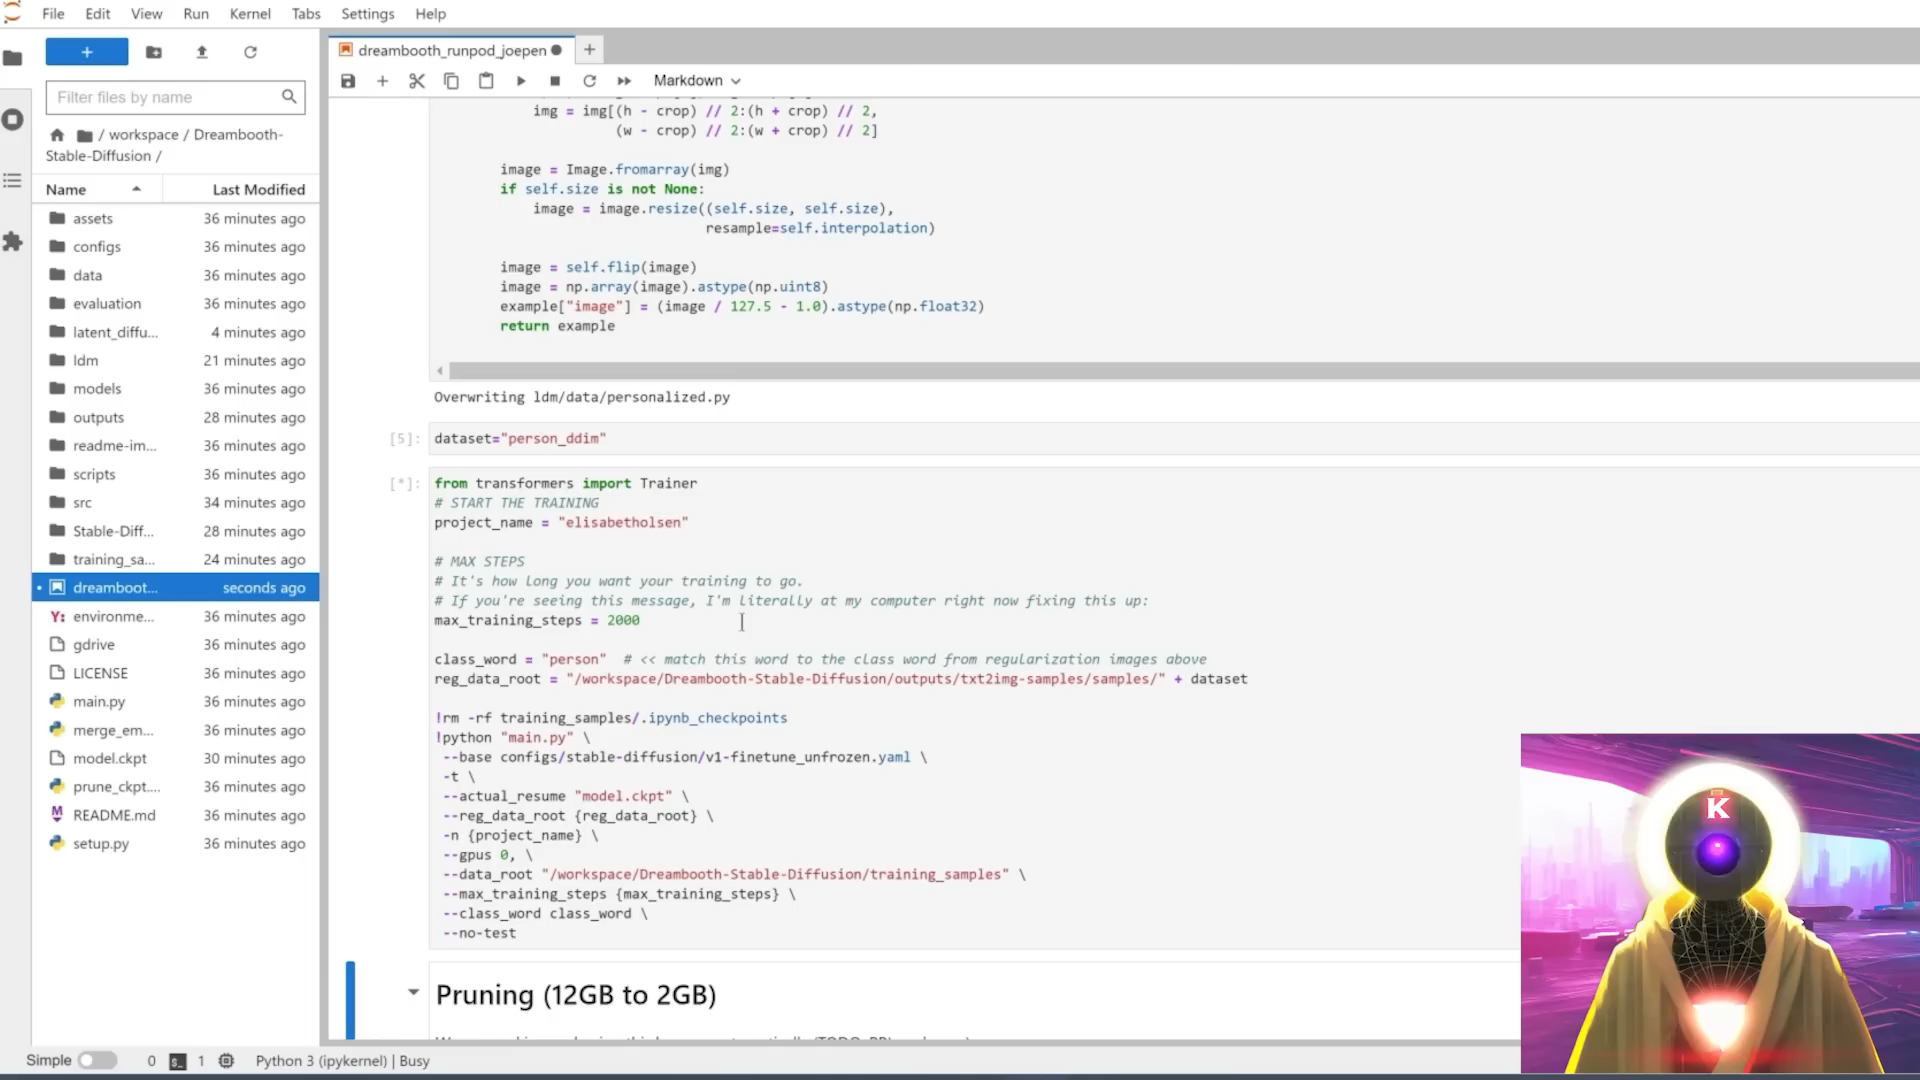 File Edit View Run Kernel Tabs Settings Help
+
Filter files by name
/ workspace / Dreambooth-
Stable-Diffusion /
Name Last Modified
assets 36 minutes ago
configs 36 minutes ago
data 36 minutes ago
evaluation 36 minutes ago
latent_diffu... 4 minutes ago
ldm 21 minutes ago
models 36 minutes ago
outputs 28 minutes ago
readme-im... 36 minutes ago
scripts 36 minutes ago
src 34 minutes ago
Stable-Diff... 28 minutes ago
training_sa... 24 minutes ago
dreamboot... seconds ago
Y: environme... 36 minutes ago
gdrive 36 minutes ago
LICENSE 36 minutes ago
main.py 36 minutes ago
merge_em... 36 minutes ago
model.ckpt 30 minutes ago
prune_ckpt.... 36 minutes ago
M README.md 36 minutes ago
setup.py 36 minutes ago
dreambooth_runpod_joepen
Markdown
img = img[(h - crop) // 2:(h + crop) // 2,
(w - crop) // 2:(w + crop) // 2]
image = Image.fromarray(img)
if self.size is not None:
image = image.resize((self.size, self.size),
resample=self.interpolation)
image = self.flip(image)
image = np.array(image).astype(np.uint8)
example["image"] = (image / 127.5 - 1.0).astype(np.float32)
return example
Overwriting ldm/data/personalized.py
[5]: dataset="person_ddim"
[*]: from transformers import Trainer
# START THE TRAINING
project_name = "elisabetholsen"
# MAX STEPS
# It's how long you want your training to go.
# If you're seeing this message, I'm literally at my computer right now fixing this up:
max_training_steps = 2000
class_word = "person" # << match this word to the class word from regularization images above
reg_data_root = "/workspace/Dreambooth-Stable-Diffusion/outputs/txt2img-samples/samples/" + dataset
!rm -rf training_samples/.ipynb_checkpoints
!python "main.py" \
--base configs/stable-diffusion/v1-finetune_unfrozen.yaml \
-t \
--actual_resume "model.ckpt" \
--reg_data_root {reg_data_root} \
-n {project_name} \
--gpus 0, \
--data_root "/workspace/Dreambooth-Stable-Diffusion/training_samples" \
--max_training_steps {max_training_steps} \
--class_word class_word \
--no-test
Pruning (12GB to 2GB)
K
Simple 0 1 Python 3 (ipykernel) | Busy